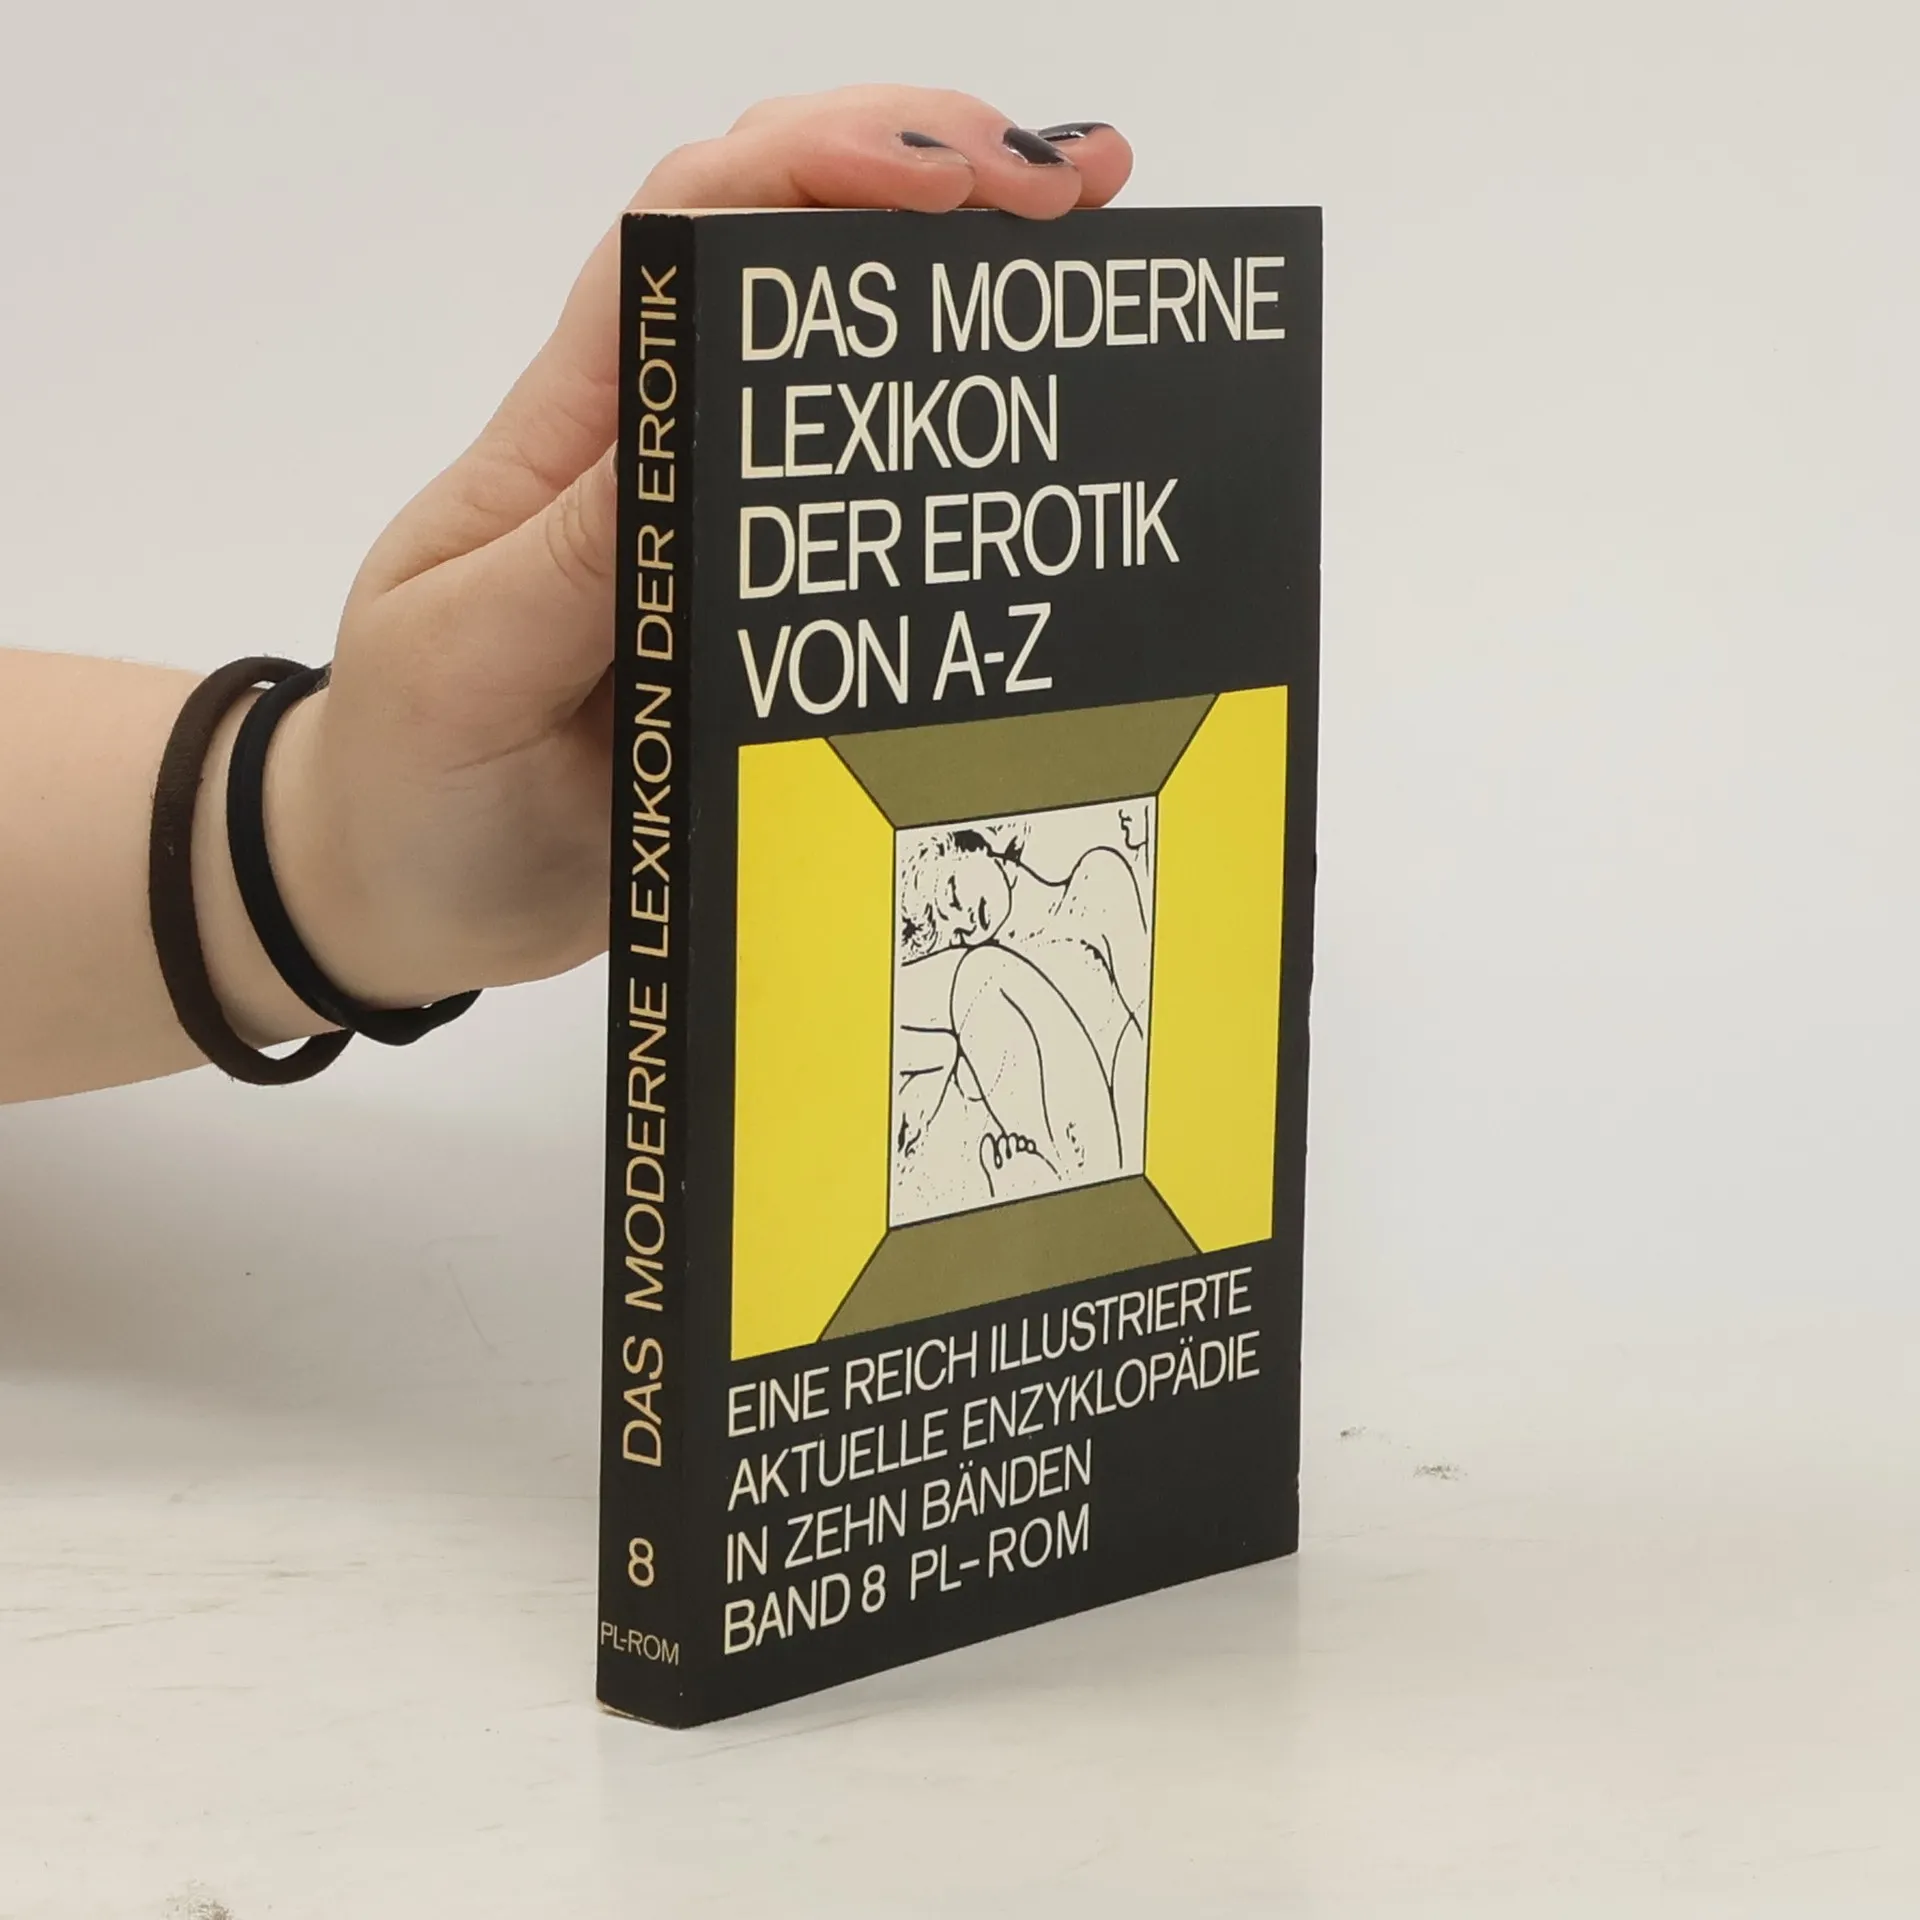 DAS MODERNE LEXIKON DER EROTIK
8
PL-ROM
DAS MODERNE
LEXIKON
DER EROTIK
VON A-Z
EINE REICH ILLUSTRIERTE
AKTUELLE ENZYKLOPÄDIE
IN ZEHN BÄNDEN
BAND 8 PL-ROM